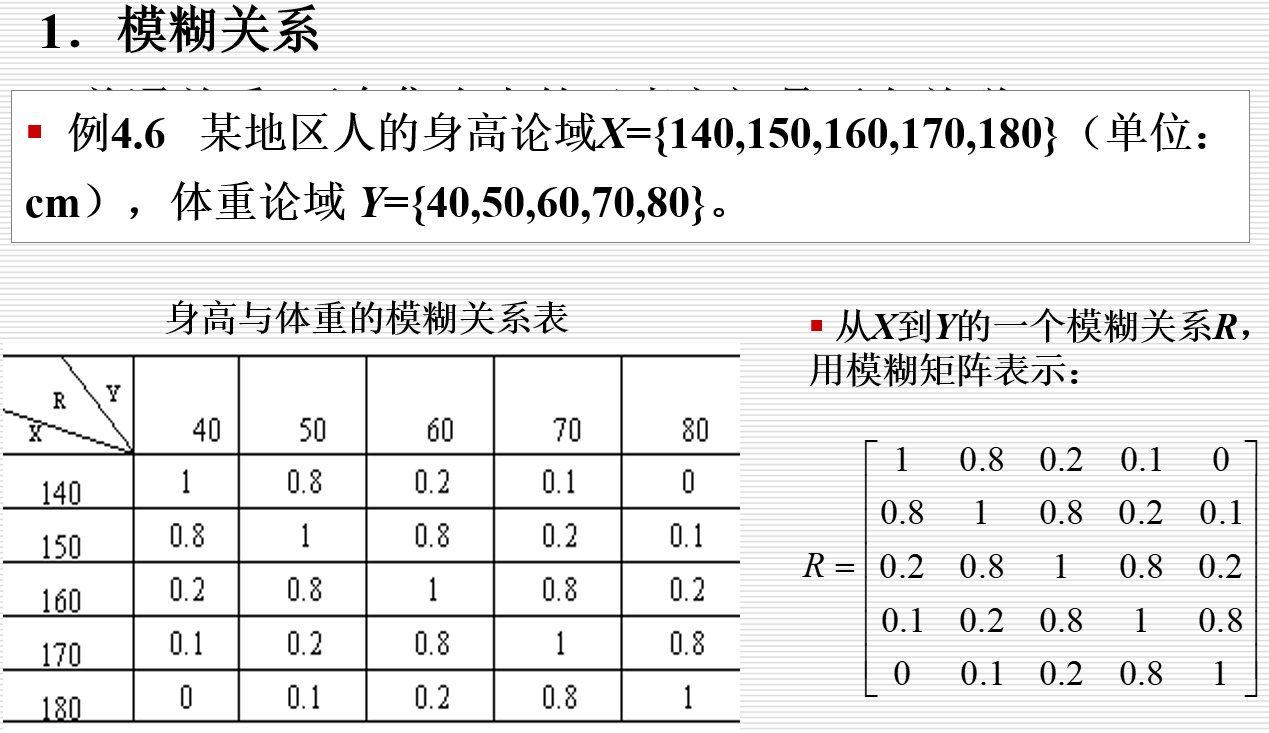 1．模糊关系
例4.6 某地区人的身高论域X={140,150,160,170,180}（单位：
cm），体重论域 Y={40,50,60,70,80}。
身高与体重的模糊关系表
R Y
X 40 50 60 70 80
140 1 0.8 0.2 0.1 0
150 0.8 1 0.8 0.2 0.1
160 0.2 0.8 1 0.8 0.2
170 0.1 0.2 0.8 1 0.8
180 0 0.1 0.2 0.8 1
从X到Y的一个模糊关系R，
用模糊矩阵表示：
1 0.8 0.2 0.1 0
0.8 1 0.8 0.2 0.1
R = 0.2 0.8 1 0.8 0.2
0.1 0.2 0.8 1 0.8
0 0.1 0.2 0.8 1